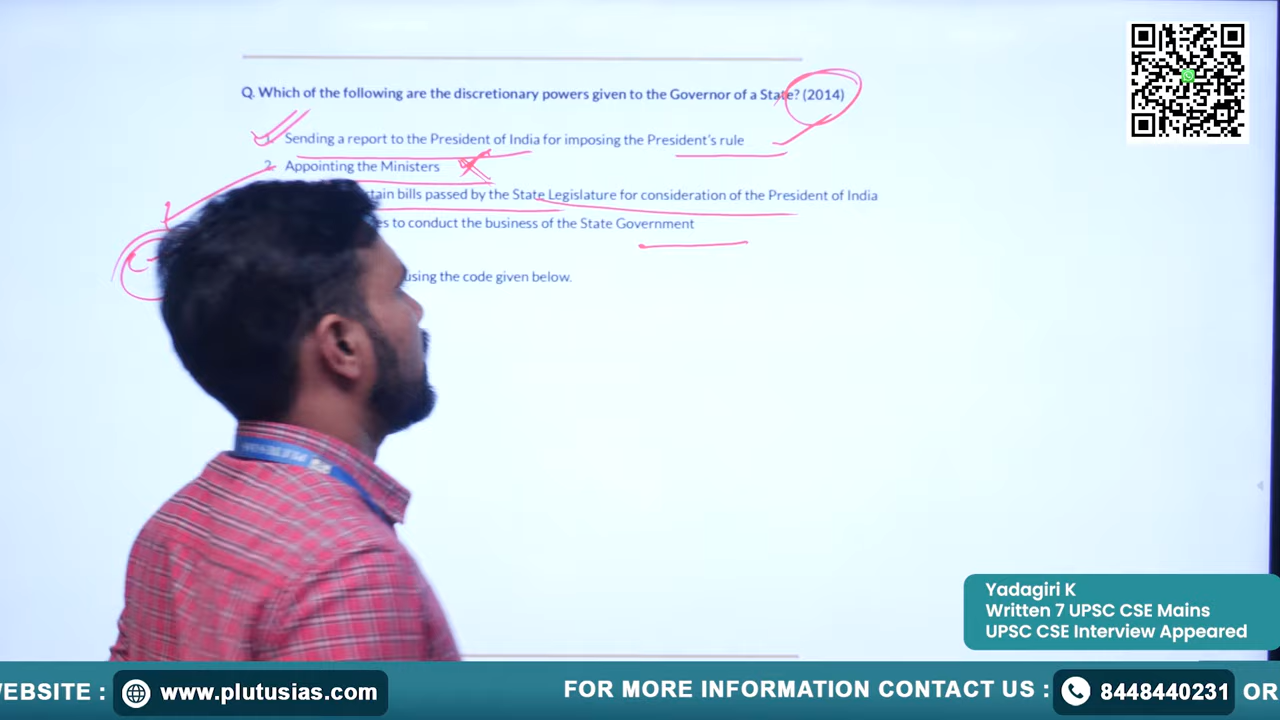 Q. Which of the following are the discretionary powers given to the Governor of a State? (2014)
1. Sending a report to the President of India for imposing the President's rule
2. Appointing the Ministers
bills passed by the State Legislature for consideration of the President of India
to conduct the business of the State Government
using the code given below.
Yadagiri K
Written 7 UPSC CSE Mains
UPSC CSE Interview Appeared
EBSITE : www.plutusias.com FOR MORE INFORMATION CONTACT US : 8448440231 OR